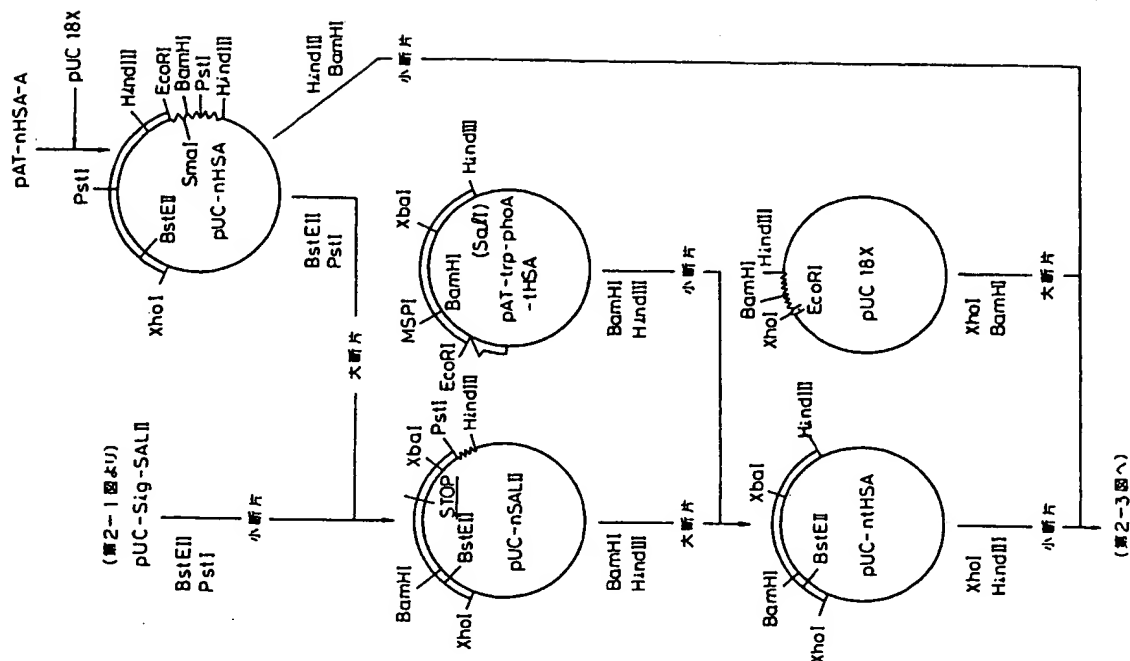 pAT-nHSA-A
pUC 18X
PstI
HindIII
EcoRI
BamHI
PstI
HindIII
SmaI
BstEII
XhoI
pUC-nHSA
HindIII
BamHI
小断片
BstEII
PstI
大断片
(第2-1図より)
pUC-Sig-SALII
BstEII
PstI
小断片
BamHI
STOP
XbaI
PstI
HindIII
BstEII
XhoI
pUC-nSALII
BamHI
HindIII
大断片
EcoRI
MSPI
BamHI
XbaI
(SalI)
HindIII
pAT-trp-phoA
-tHSA
BamHI
HindIII
小断片
BamHI
XbaI
HindIII
BstEII
XhoI
pUC-ntHSA
XhoI
HindIII
小断片
XhoI
BamHI
HindIII
EcoRI
pUC 18X
XhoI
BamHI
大断片
(第2-3図へ)